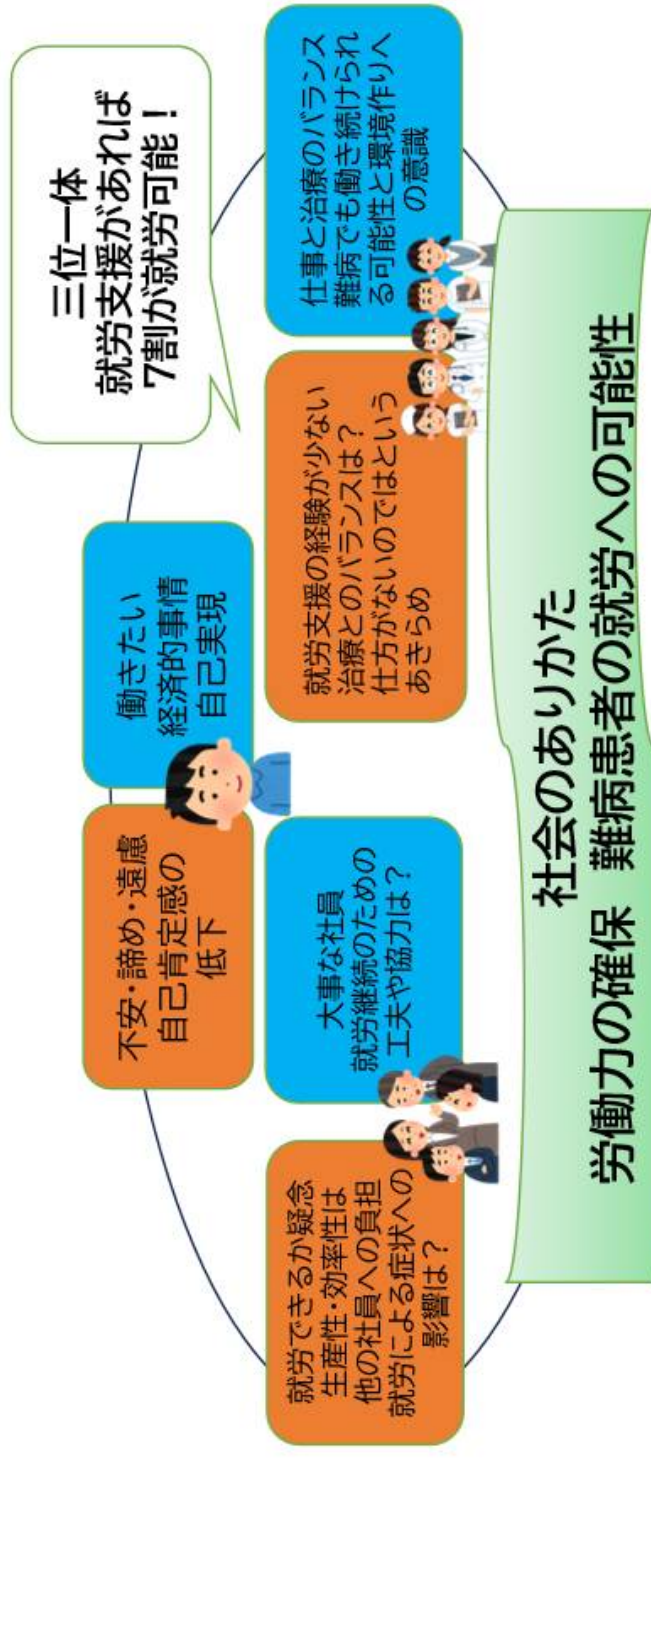 三位一体
就労支援があれば
7割が就労可能！
不安・諦め・遠慮
自己肯定感の
低下
働きたい
経済的事情
自己実現
就労できるか疑念
生産性・効率性は
他の社員への負担
就労による症状への
影響は？
大事な社員
就労継続のための
工夫や協力は？
就労支援の経験が少ない
治療とのバランスは？
仕方がないのではという
あきらめ
仕事と治療のバランス
難病でも働き続けられ
る可能性と環境作りへ
の意識
社会のありかた
労働力の確保　難病患者の就労への可能性